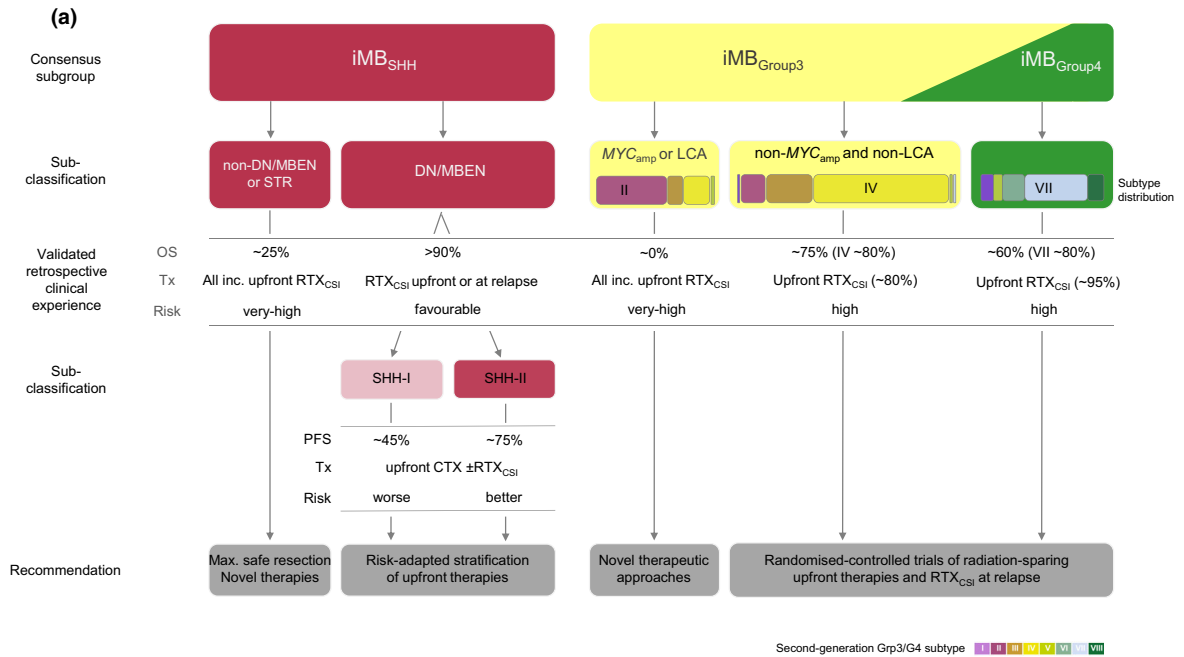 (a)
Consensus
subgroup
iMBSHH
iMBGroup3
iMBGroup4
Sub-
classification
non-DN/MBEN
or STR
DN/MBEN
MYCamp or LCA
II
non-MYCamp and non-LCA
IV
VII
Subtype
distribution
Validated
retrospective
clinical
experience
OS
~25%
>90%
~0%
~75% (IV ~80%)
~60% (VII ~80%)
Tx
All inc. upfront RTXCSI
RTXCSI upfront or at relapse
All inc. upfront RTXCSI
Upfront RTXCSI (~80%)
Upfront RTXCSI (~95%)
Risk
very-high
favourable
very-high
high
high
Sub-
classification
SHH-I
SHH-II
PFS
~45%
~75%
Tx
upfront CTX ±RTXCSI
Risk
worse
better
Recommendation
Max. safe resection
Novel therapies
Risk-adapted stratification
of upfront therapies
Novel therapeutic
approaches
Randomised-controlled trials of radiation-sparing
upfront therapies and RTXCSI at relapse
Second-generation Grp3/G4 subtype
I II III IV V VI VII VIII